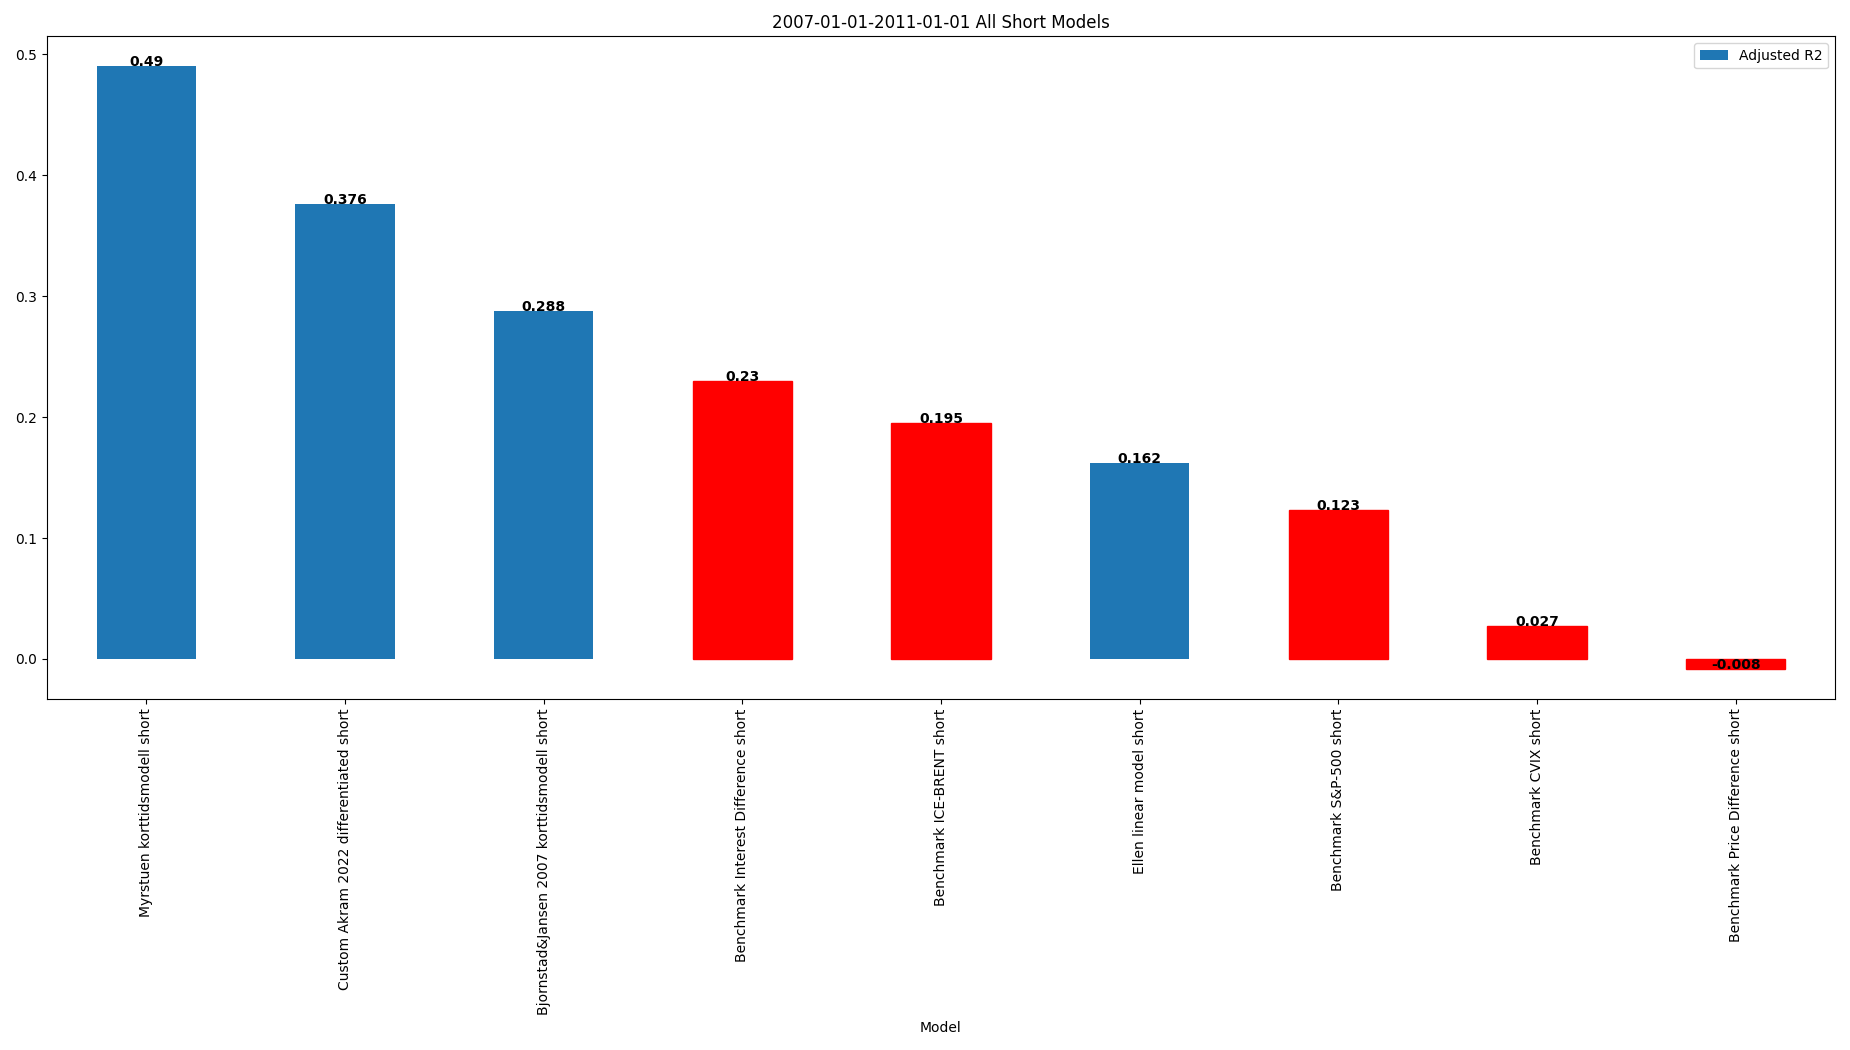 2007-01-01-2011-01-01 All Short Models
Adjusted R2
0.5
0.4
0.3
0.2
0.1
0.0
0.49
0.376
0.288
0.23
0.195
0.162
0.123
0.027
-0.008
Myrstuen korttidsmodell short
Custom Akram 2022 differentiated short
Bjornstad&Jansen 2007 korttidsmodell short
Benchmark Interest Difference short
Benchmark ICE-BRENT short
Ellen linear model short
Benchmark S&P-500 short
Benchmark CVIX short
Benchmark Price Difference short
Model